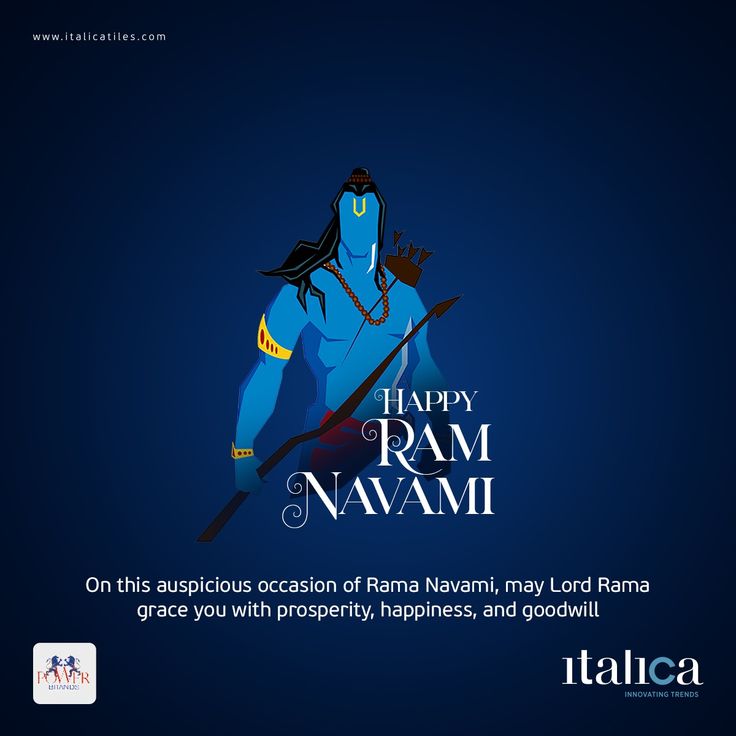 www.italicatiles.com
HAPPY
RAM
NAVAMI
On this auspicious occasion of Rama Navami, may Lord Rama
grace you with prosperity, happiness, and goodwill
POWER
BRANDS
italica
INNOVATING TRENDS